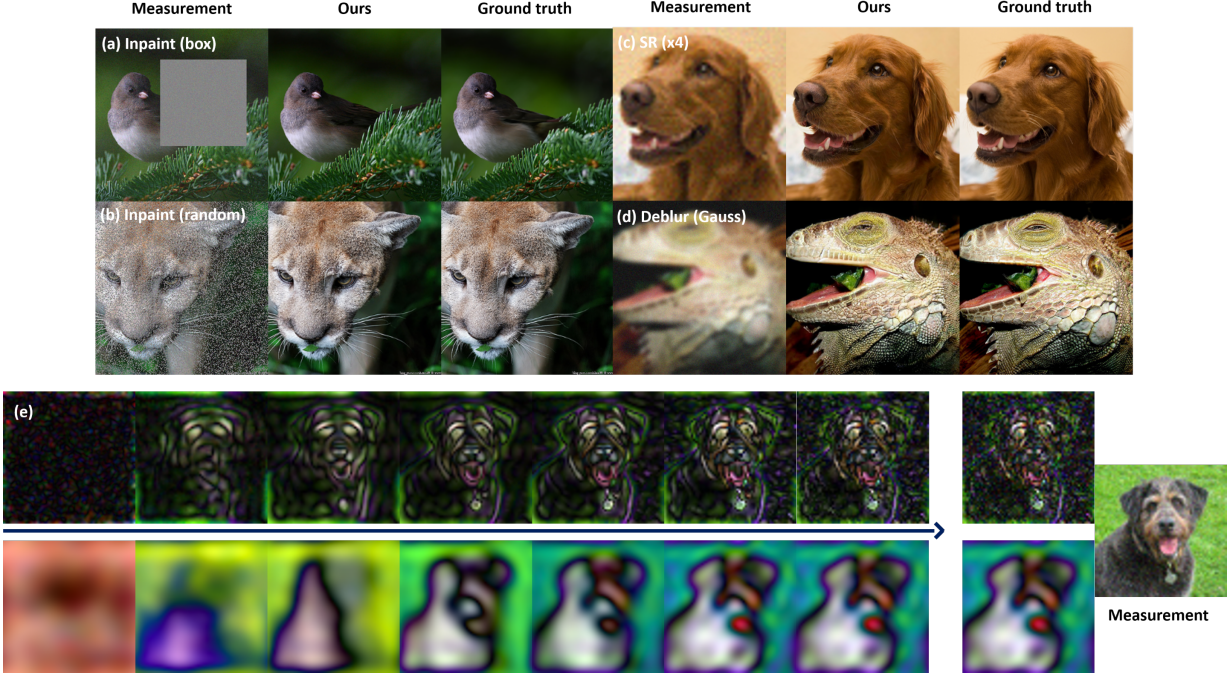 Measurement Ours Ground truth Measurement Ours Ground truth
(a) Inpaint (box)
(c) SR (x4)
(b) Inpaint (random)
(d) Deblur (Gauss)
(e)
Measurement